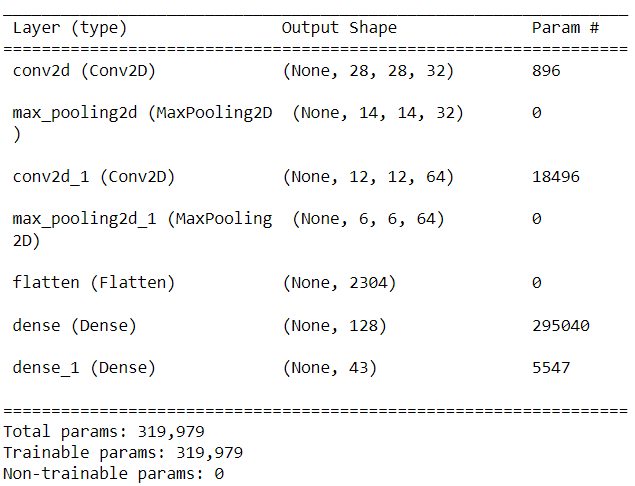 _________________________________________________________________
Layer (type) Output Shape Param #
=================================================================
conv2d (Conv2D) (None, 28, 28, 32) 896
max_pooling2d (MaxPooling2D (None, 14, 14, 32) 0
)
conv2d_1 (Conv2D) (None, 12, 12, 64) 18496
max_pooling2d_1 (MaxPooling (None, 6, 6, 64) 0
2D)
flatten (Flatten) (None, 2304) 0
dense (Dense) (None, 128) 295040
dense_1 (Dense) (None, 43) 5547
=================================================================
Total params: 319,979
Trainable params: 319,979
Non-trainable params: 0